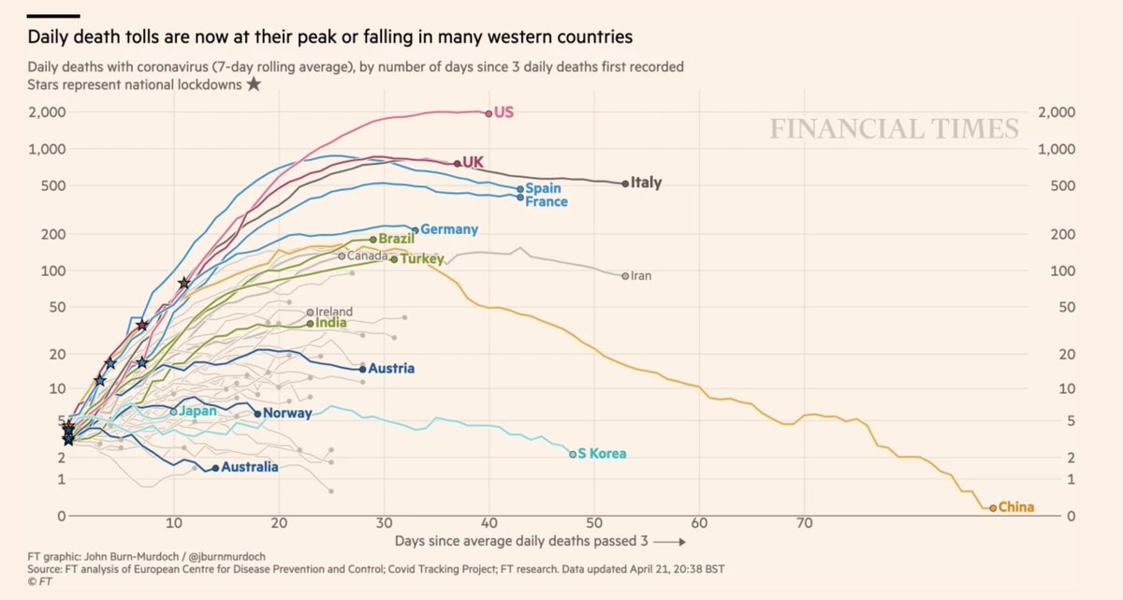 Daily death tolls are now at their peak or falling in many western countries
Daily deaths with coronavirus (7-day rolling average), by number of days since 3 daily deaths first recorded
Stars represent national lockdowns ★
FINANCIAL TIMES
2,000
1,000
500
200
100
50
20
10
5
2
1
0
US
UK
Italy
Spain
France
Germany
Brazil
Canada
Turkey
Iran
Ireland
India
Austria
Japan
Norway
S Korea
Australia
China
2,000
1,000
500
200
100
50
20
10
5
2
1
0
10 20 30 40 50 60 70
Days since average daily deaths passed 3 →
FT graphic: John Burn-Murdoch / @jburnmurdoch
Source: FT analysis of European Centre for Disease Prevention and Control; Covid Tracking Project; FT research. Data updated April 21, 20:38 BST
© FT